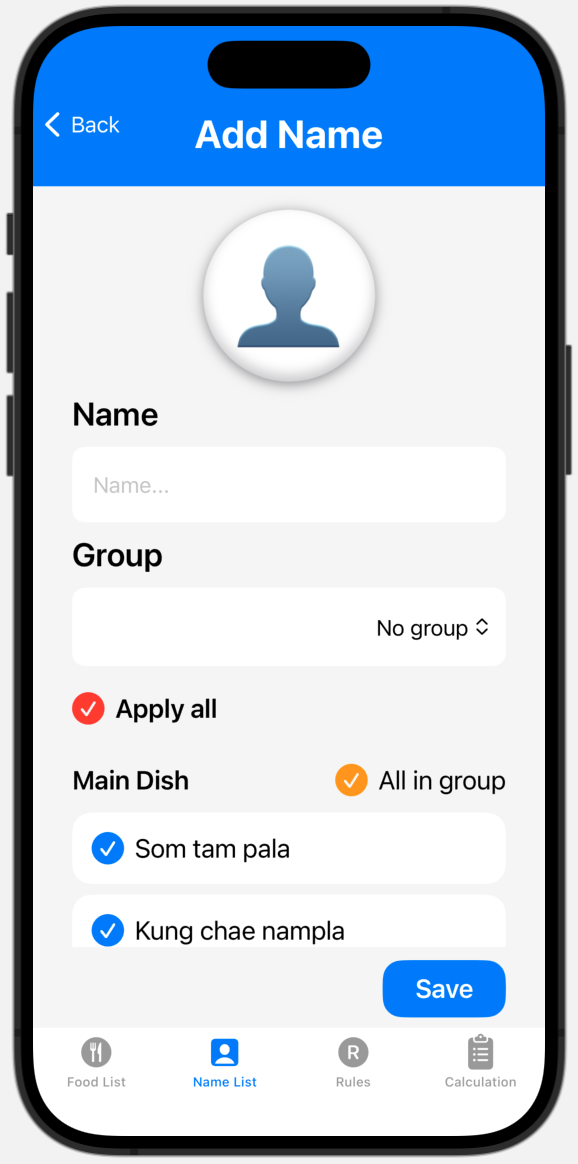 Back
Add Name
Name
Name...
Group
No group
Apply all
Main Dish
All in group
Som tam pala
Kung chae nampla
Save
R
Food List
Name List
Rules
Calculation